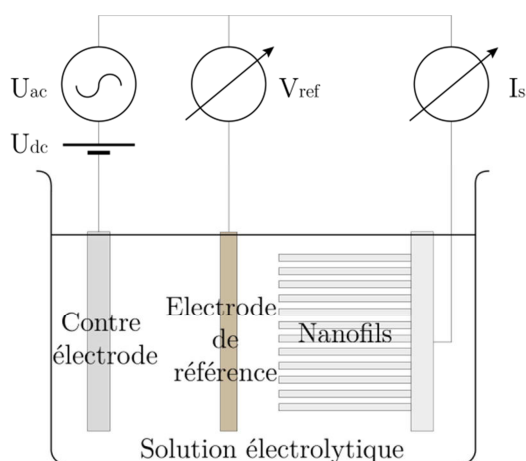 Uac
Vref
Is
Udc
Contre
électrode
Electrode
de
référence
Nanofils
Solution électrolytique